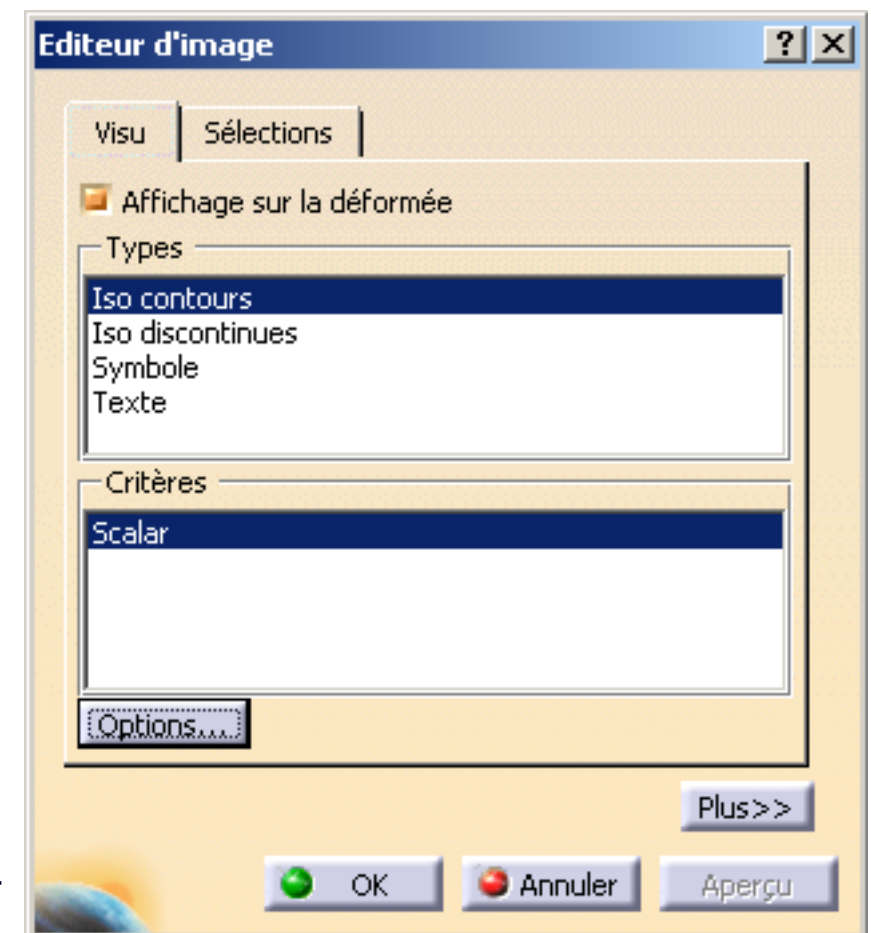 Editeur d'image
Visu Sélections
Affichage sur la déformée
Types
Iso contours
Iso discontinues
Symbole
Texte
Critères
Scalar
Options...
Plus>>
OK Annuler Aperçu